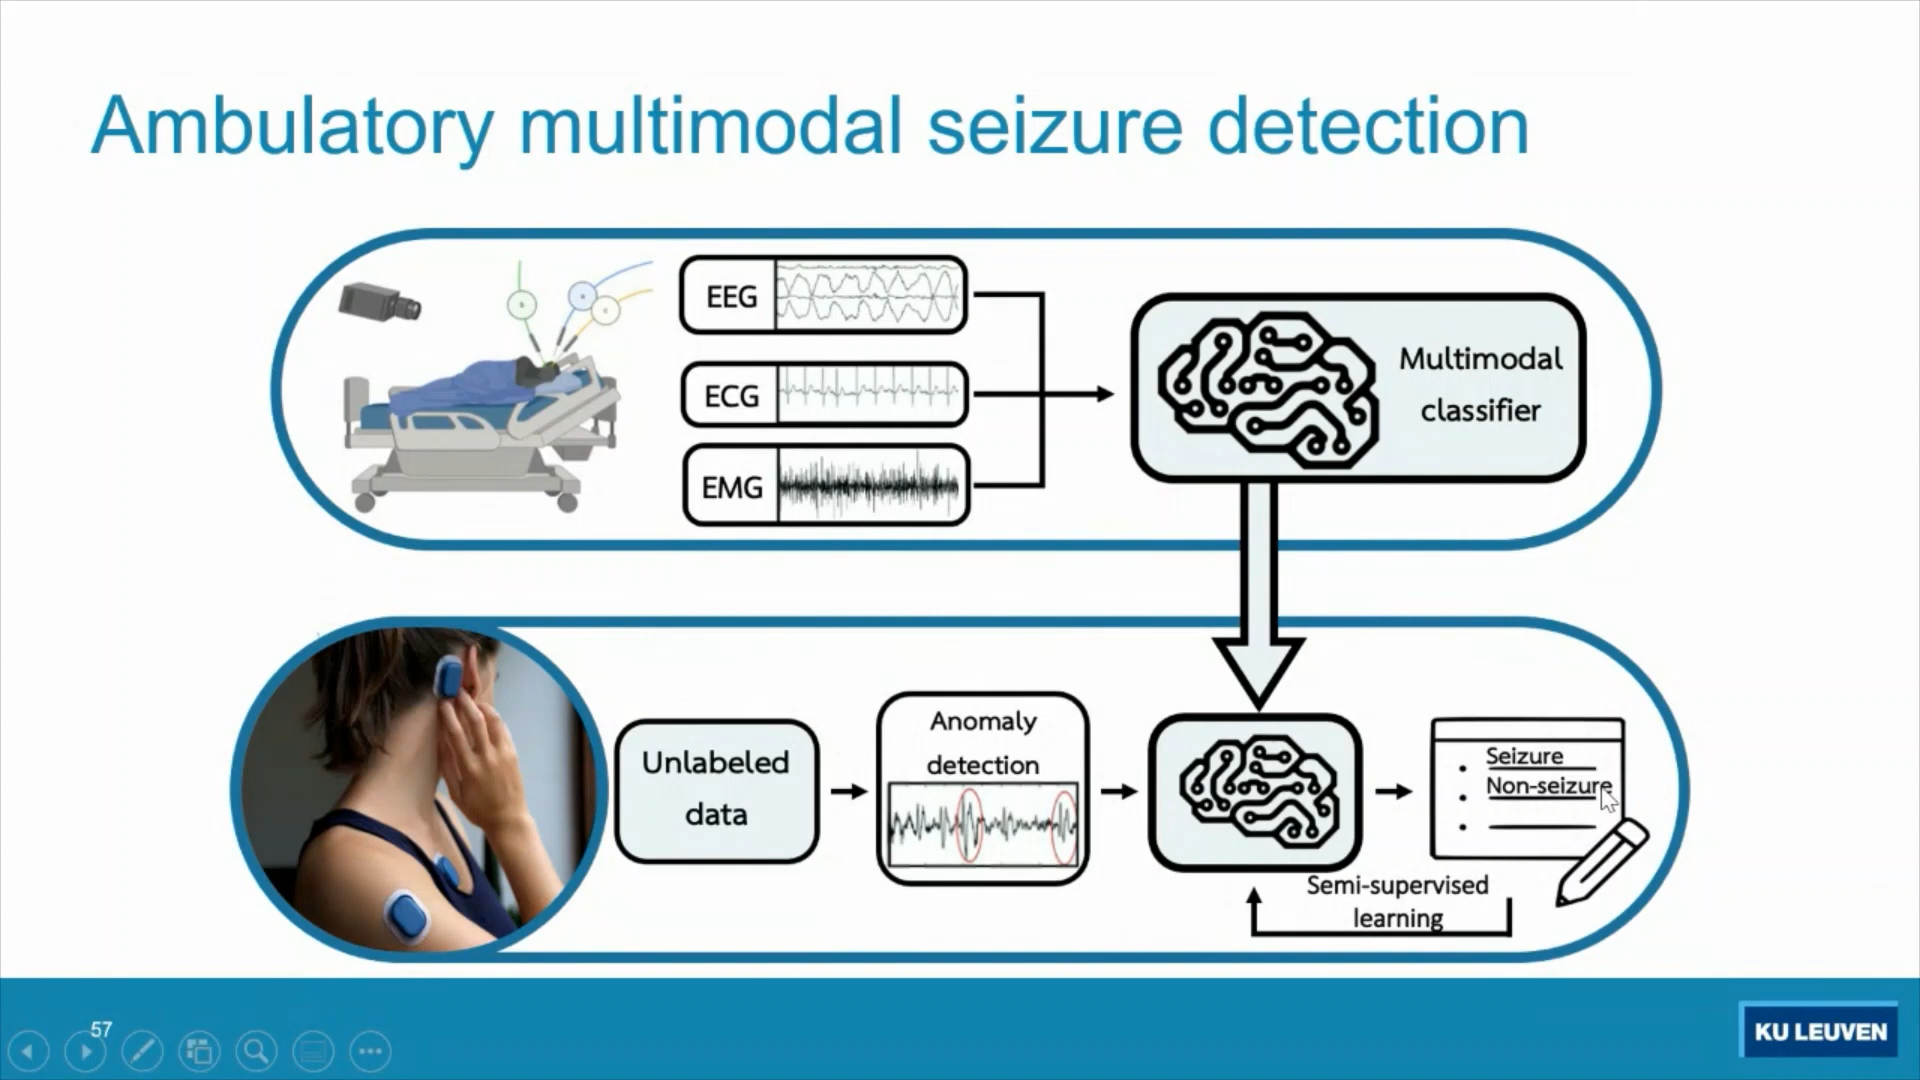 Ambulatory multimodal seizure detection
EEG
ECG
EMG
Multimodal
classifier
Unlabeled
data
Anomaly
detection
Seizure
Non-seizure
Semi-supervised
learning
57
KU LEUVEN